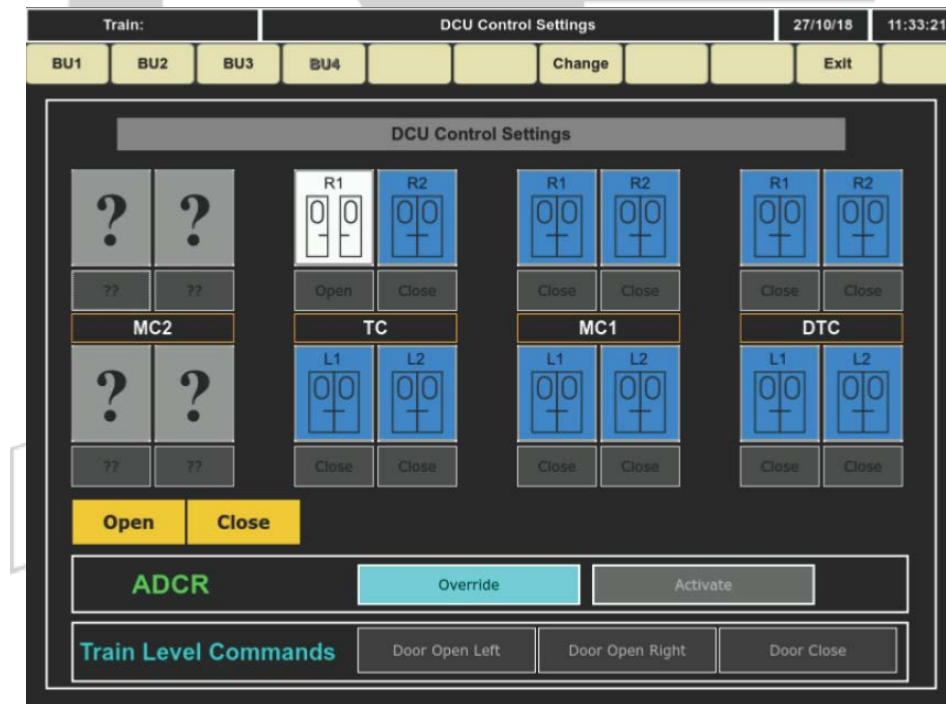 Train: DCU Control Settings 27/10/18 11:33:21
BU1 BU2 BU3 BU4 Change Exit
DCU Control Settings
? ? R1 R2 R1 R2 R1 R2
?? ?? Open Close Close Close Close Close
MC2 TC MC1 DTC
? ? L1 L2 L1 L2 L1 L2
?? ?? Close Close Close Close Close Close
Open Close
ADCR Override Activate
Train Level Commands Door Open Left Door Open Right Door Close